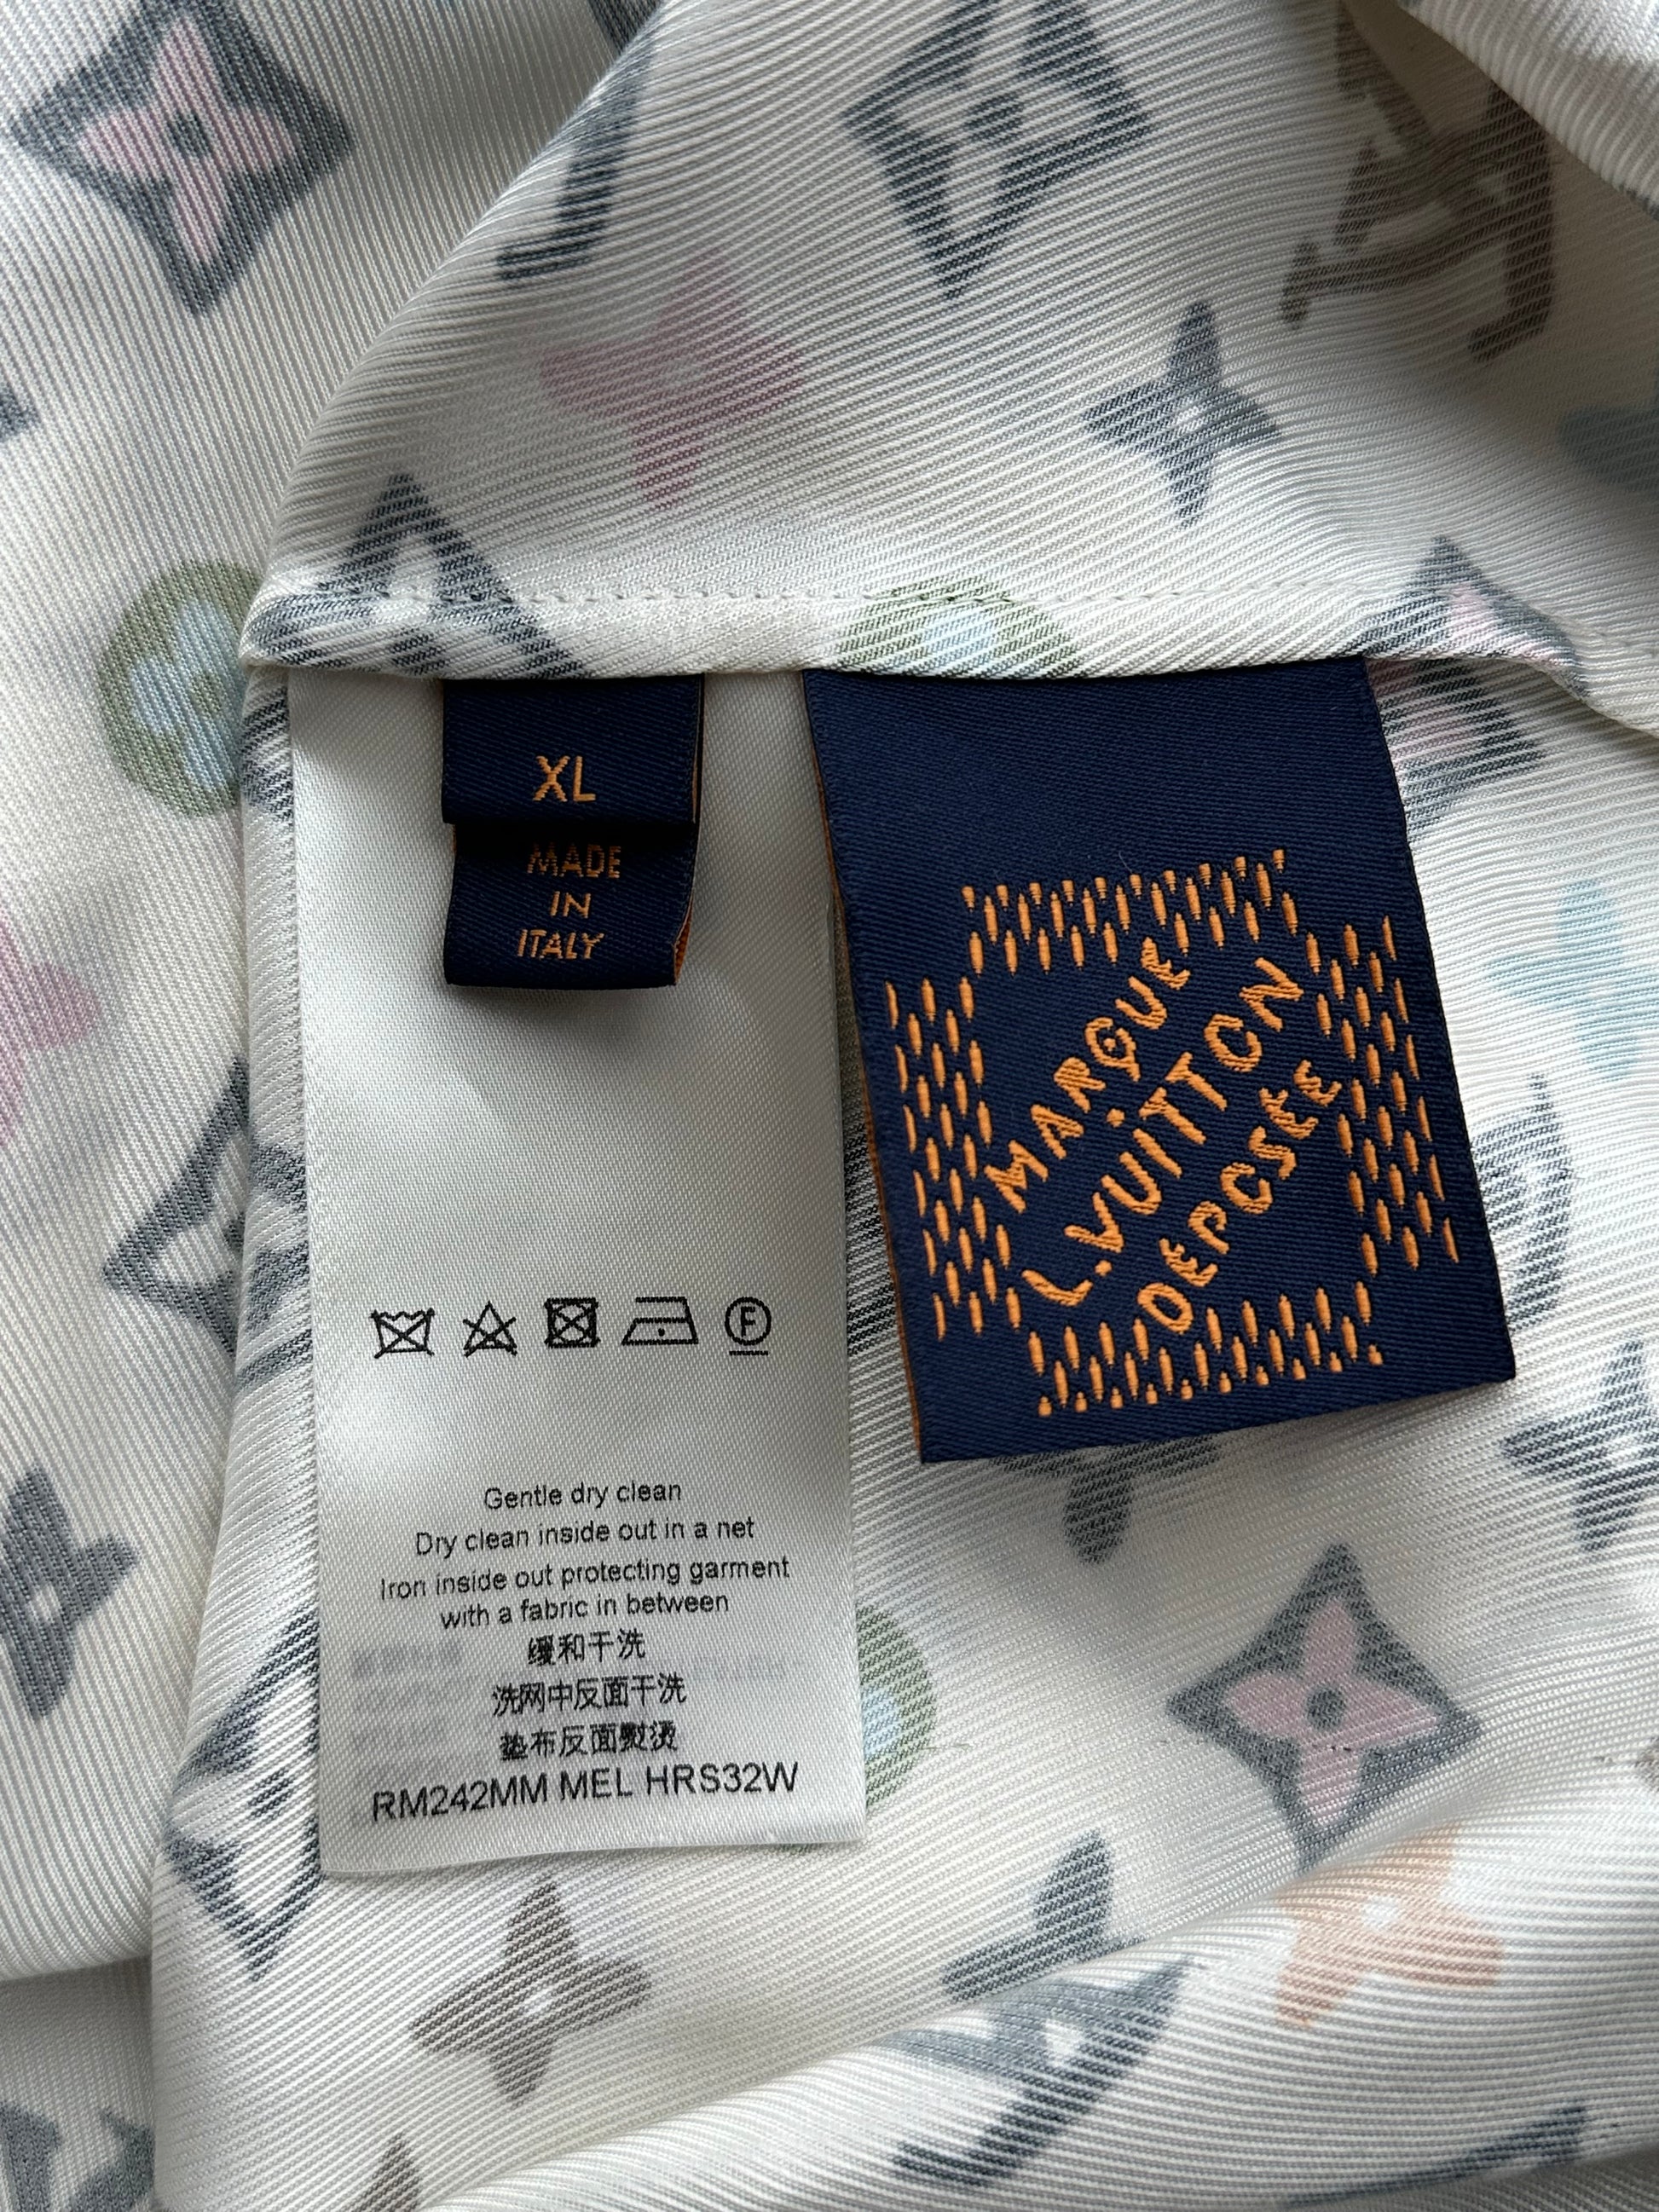 XL
MADE
IN
ITALY
MARQUE
L.VUITTON
DEPOSÉE
F
Gentle dry clean
Dry clean inside out in a net
Iron inside out protecting garment
with a fabric in between
缓和干洗
洗网中反面干洗
垫布反面熨烫
RM242MM MEL HRS32W